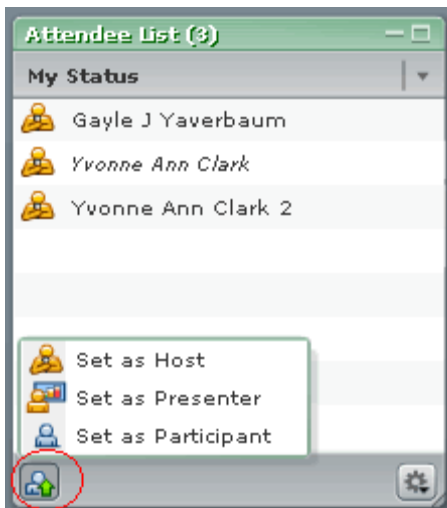 Attendee List (3)
My Status
Gayle J Yaverbaum
Yvonne Ann Clark
Yvonne Ann Clark 2
Set as Host
Set as Presenter
Set as Participant